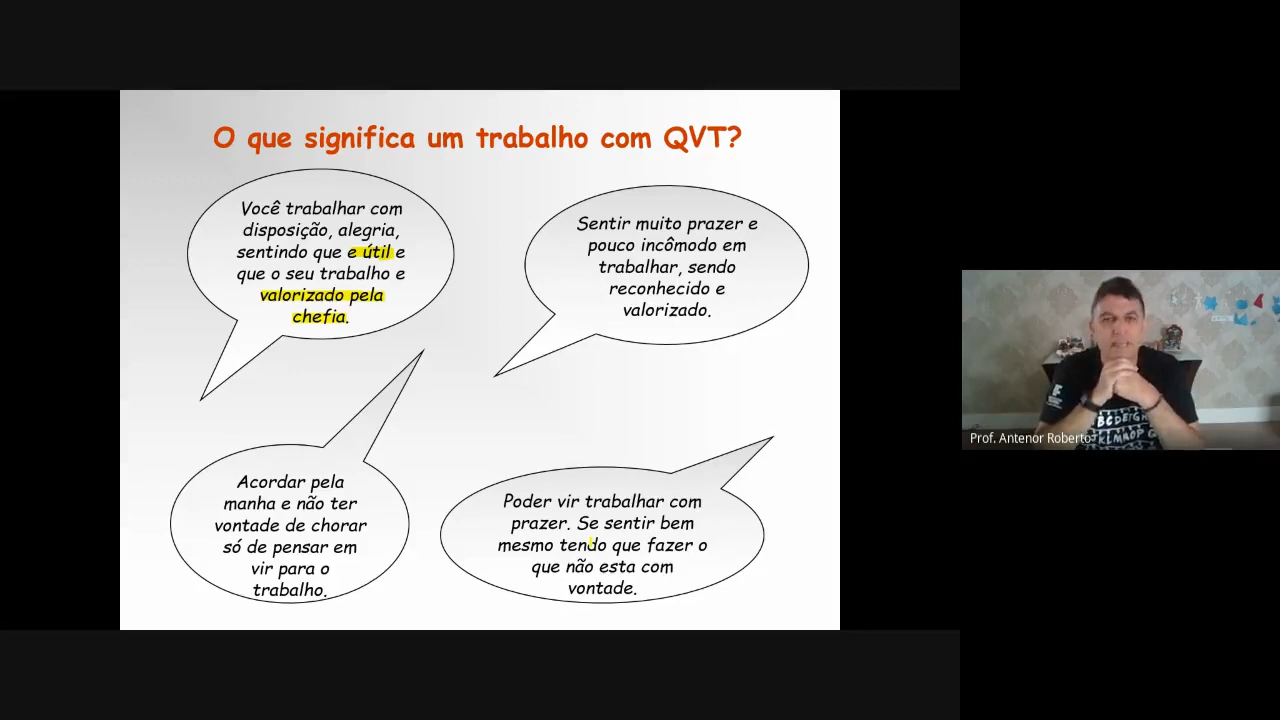 O que significa um trabalho com QVT?
Você trabalhar com
disposição, alegria,
sentindo que e útil e
que o seu trabalho e
valorizado pela
chefia.
Sentir muito prazer e
pouco incômodo em
trabalhar, sendo
reconhecido e
valorizado.
Acordar pela
manha e não ter
vontade de chorar
só de pensar em
vir para o
trabalho.
Poder vir trabalhar com
prazer. Se sentir bem
mesmo tendo que fazer o
que não esta com
vontade.
Prof. Antenor Roberto